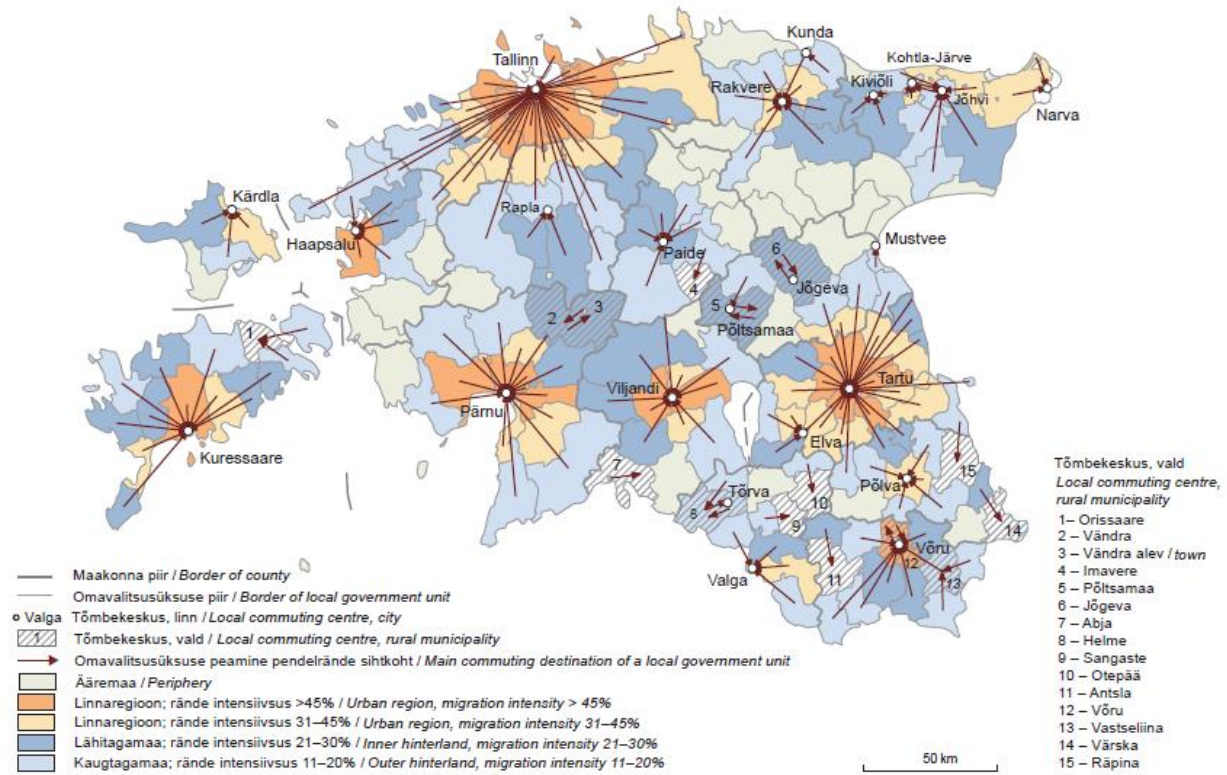 Kunda
Tallinn
Kohtla-Järve
Rakvere
Kiviõli
Jõhvi
Narva
Kärdla
Rapla
Haapsalu
Paide
Mustvee
6
4
Jõgeva
1
2
3
5
Põltsamaa
Viljandi
Tartu
Pärnu
Kuressaare
Elva
7
Tõrva
Põlva
15
8
10
9
14
Võru
Valga
11
12
13
Maakonna piir / Border of county
Omavalitsusüksuse piir / Border of local government unit
Valga Tõmbekeskus, linn / Local commuting centre, city
1 Tõmbekeskus, vald / Local commuting centre, rural municipality
Omavalitsusüksuse peamine pendelrände sihtkoht / Main commuting destination of a local government unit
Ääremaa / Periphery
Linnaregioon; rände intensiivsus >45% / Urban region, migration intensity > 45%
Linnaregioon; rände intensiivsus 31–45% / Urban region, migration intensity 31–45%
Lähitagamaa; rände intensiivsus 21–30% / Inner hinterland, migration intensity 21–30%
Kaugtagamaa; rände intensiivsus 11–20% / Outer hinterland, migration intensity 11–20%
50 km
Tõmbekeskus, vald
Local commuting centre,
rural municipality
1– Orissaare
2 – Vändra
3 – Vändra alev / town
4 – Imavere
5 – Põltsamaa
6 – Jõgeva
7 – Abja
8 – Helme
9 – Sangaste
10 – Otepää
11 – Antsla
12 – Võru
13 – Vastseliina
14 – Värska
15 – Räpina